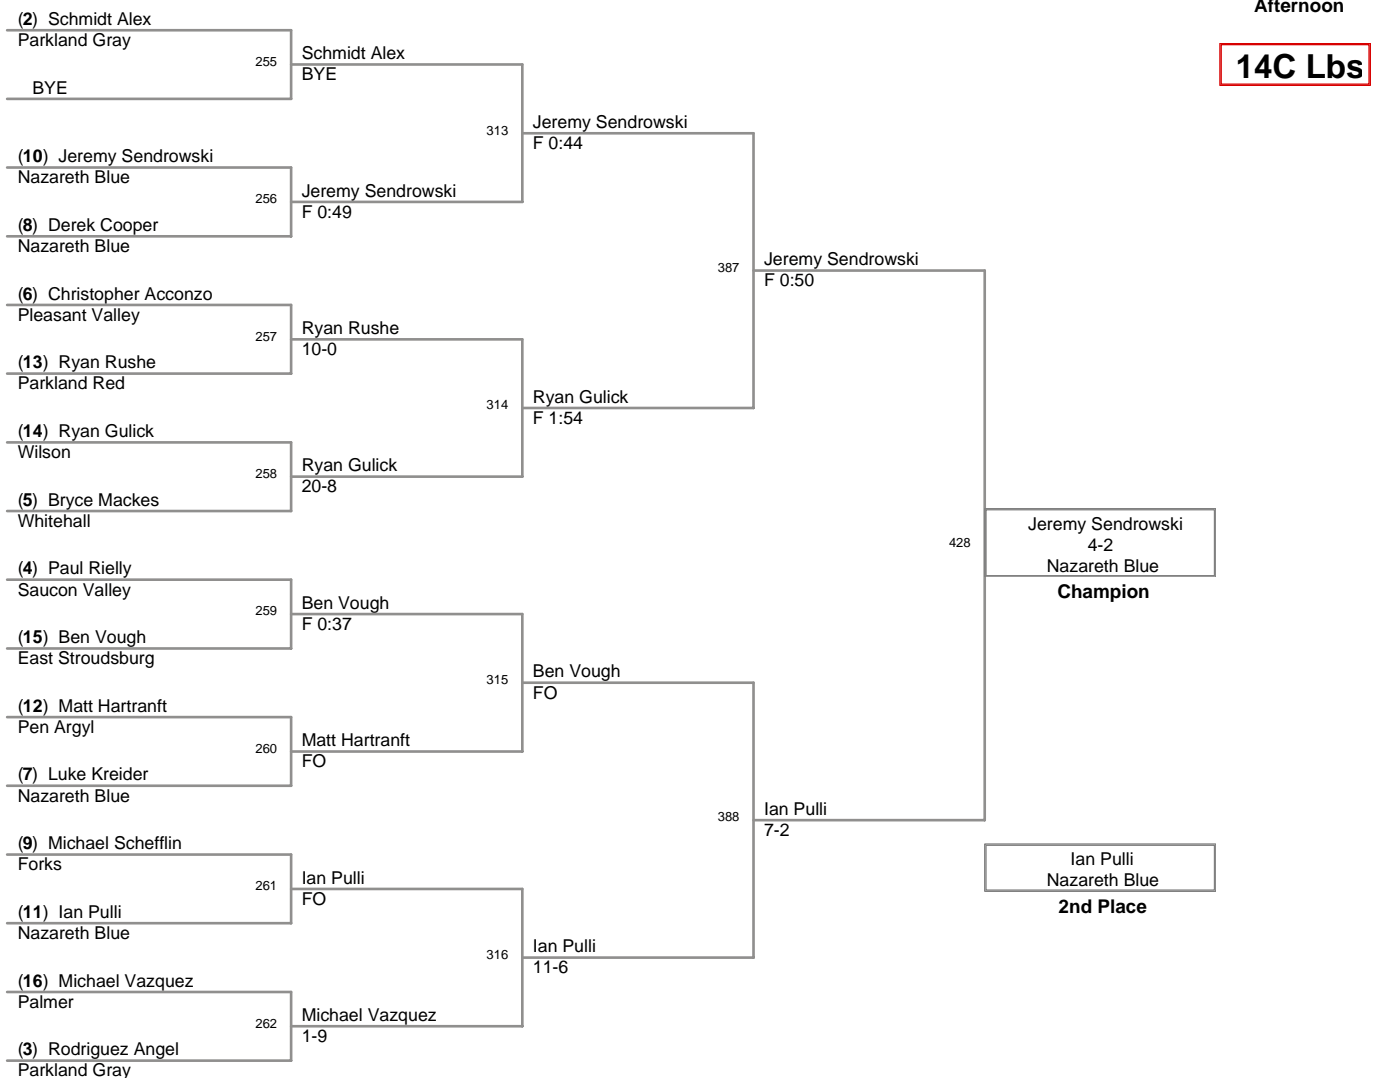 Afternoon
14C Lbs
(2) Schmidt Alex
Parkland Gray
255
BYE
Schmidt Alex
BYE
313
(10) Jeremy Sendrowski
Nazareth Blue
256
(8) Derek Cooper
Nazareth Blue
Jeremy Sendrowski
F 0:49
Jeremy Sendrowski
F 0:44
387
(6) Christopher Acconzo
Pleasant Valley
257
(13) Ryan Rushe
Parkland Red
Ryan Rushe
10-0
314
(14) Ryan Gulick
Wilson
258
(5) Bryce Mackes
Whitehall
Ryan Gulick
20-8
Ryan Gulick
F 1:54
Jeremy Sendrowski
F 0:50
428
(4) Paul Rielly
Saucon Valley
259
(15) Ben Vough
East Stroudsburg
Ben Vough
F 0:37
315
(12) Matt Hartranft
Pen Argyl
260
(7) Luke Kreider
Nazareth Blue
Matt Hartranft
FO
Ben Vough
FO
388
(9) Michael Schefflin
Forks
261
(11) Ian Pulli
Nazareth Blue
Ian Pulli
FO
316
(16) Michael Vazquez
Palmer
262
(3) Rodriguez Angel
Parkland Gray
Michael Vazquez
1-9
Ian Pulli
11-6
Ian Pulli
7-2
Jeremy Sendrowski
4-2
Nazareth Blue
Champion
Ian Pulli
Nazareth Blue
2nd Place